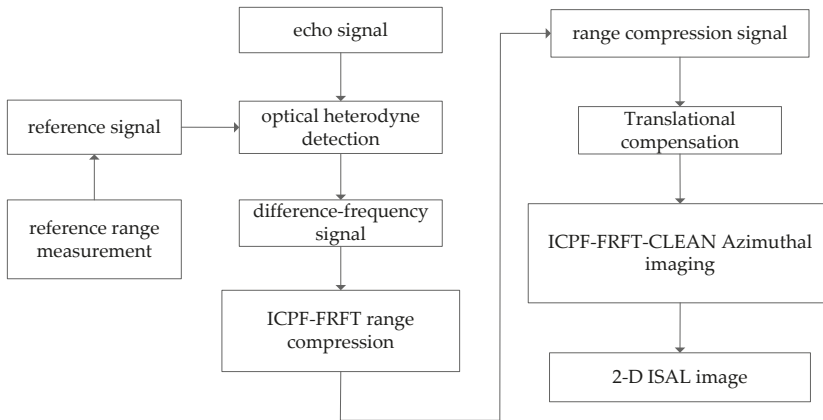 echo signal
reference signal
optical heterodyne
detection
reference range
measurement
difference-frequency
signal
ICPF-FRFT range
compression
range compression signal
Translational
compensation
ICPF-FRFT-CLEAN Azimuthal
imaging
2-D ISAL image